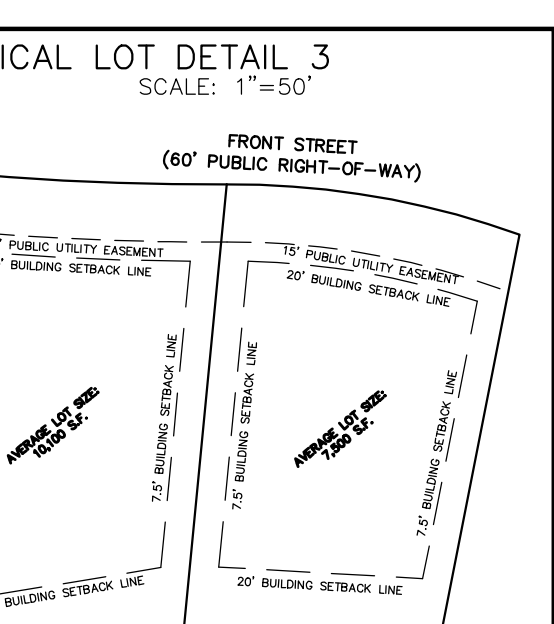 ICAL LOT DETAIL 3
SCALE: 1"=50'
FRONT STREET
(60' PUBLIC RIGHT-OF-WAY)
' PUBLIC UTILITY EASEMENT
' BUILDING SETBACK LINE
15' PUBLIC UTILITY EASEMENT
20' BUILDING SETBACK LINE
7.5' BUILDING SETBACK LINE
7.5' BUILDING SETBACK LINE
7.5' BUILDING SETBACK LINE
AVERAGE LOT SIZE:
10,100 S.F.
AVERAGE LOT SIZE:
7,500 S.F.
BUILDING SETBACK LINE
20' BUILDING SETBACK LINE